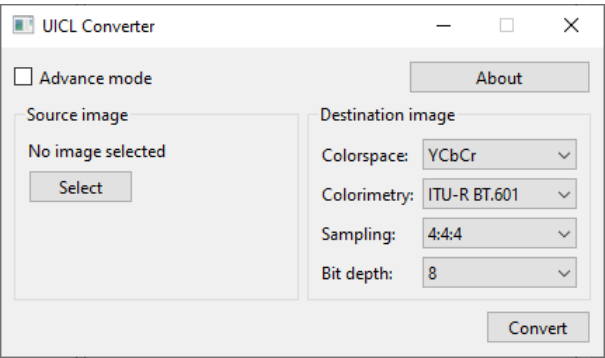 UICL Converter
Advance mode
About
Source image
No image selected
Select
Destination image
Colorspace: YCbCr
Colorimetry: ITU-R BT.601
Sampling: 4:4:4
Bit depth: 8
Convert